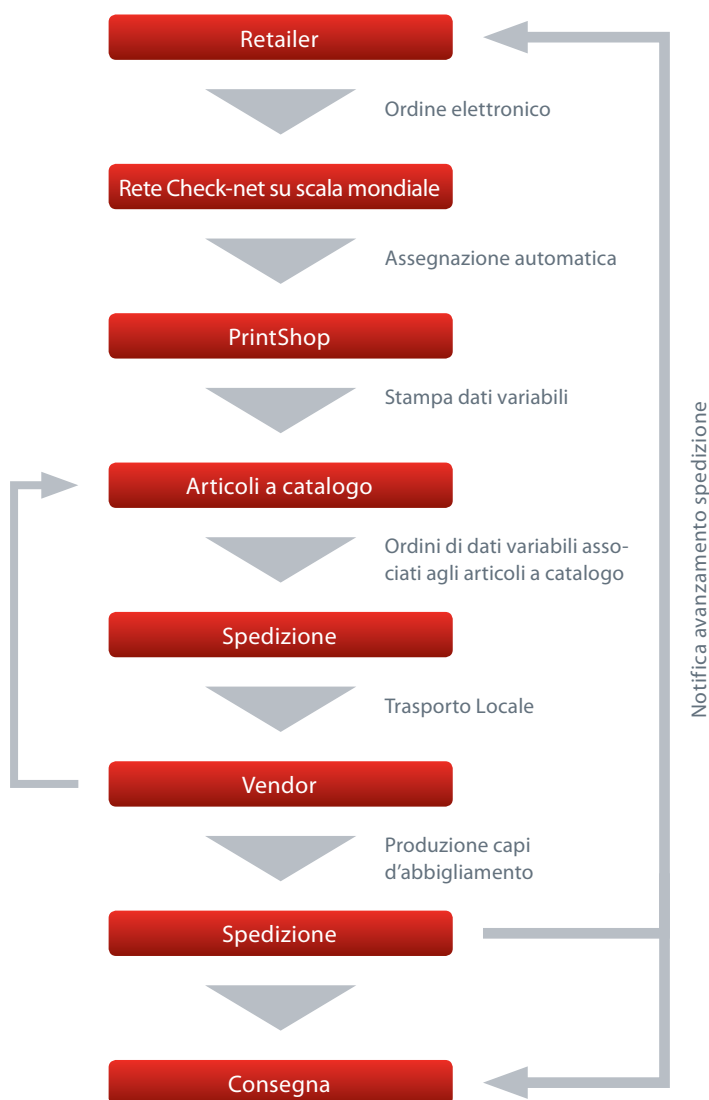 Retailer
Ordine elettronico
Rete Check-net su scala mondiale
Assegnazione automatica
PrintShop
Stampa dati variabili
Articoli a catalogo
Ordini di dati variabili asso-
ciati agli articoli a catalogo
Spedizione
Trasporto Locale
Vendor
Produzione capi
d’abbigliamento
Spedizione
Consegna
Notifica avanzamento spedizione